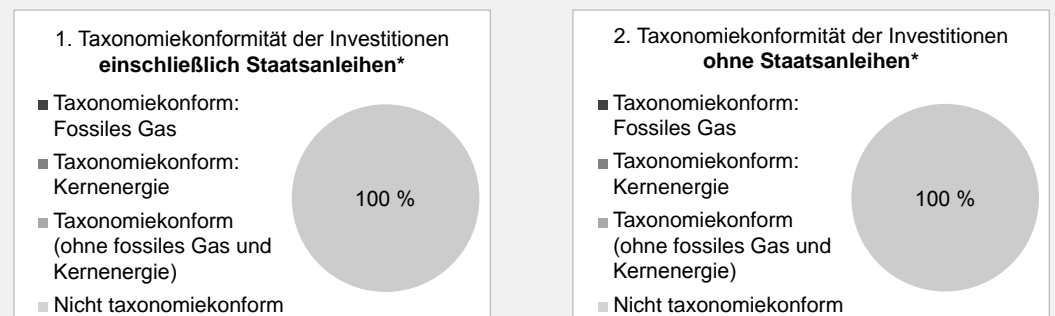 1. Taxonomiekonformität der Investitionen
einschließlich Staatsanleihen*
Taxonomiekonform:
Fossiles Gas
Taxonomiekonform:
Kernenergie
Taxonomiekonform
(ohne fossiles Gas und
Kernenergie)
Nicht taxonomiekonform
100 %
2. Taxonomiekonformität der Investitionen
ohne Staatsanleihen*
Taxonomiekonform:
Fossiles Gas
Taxonomiekonform:
Kernenergie
Taxonomiekonform
(ohne fossiles Gas und
Kernenergie)
Nicht taxonomiekonform
100 %